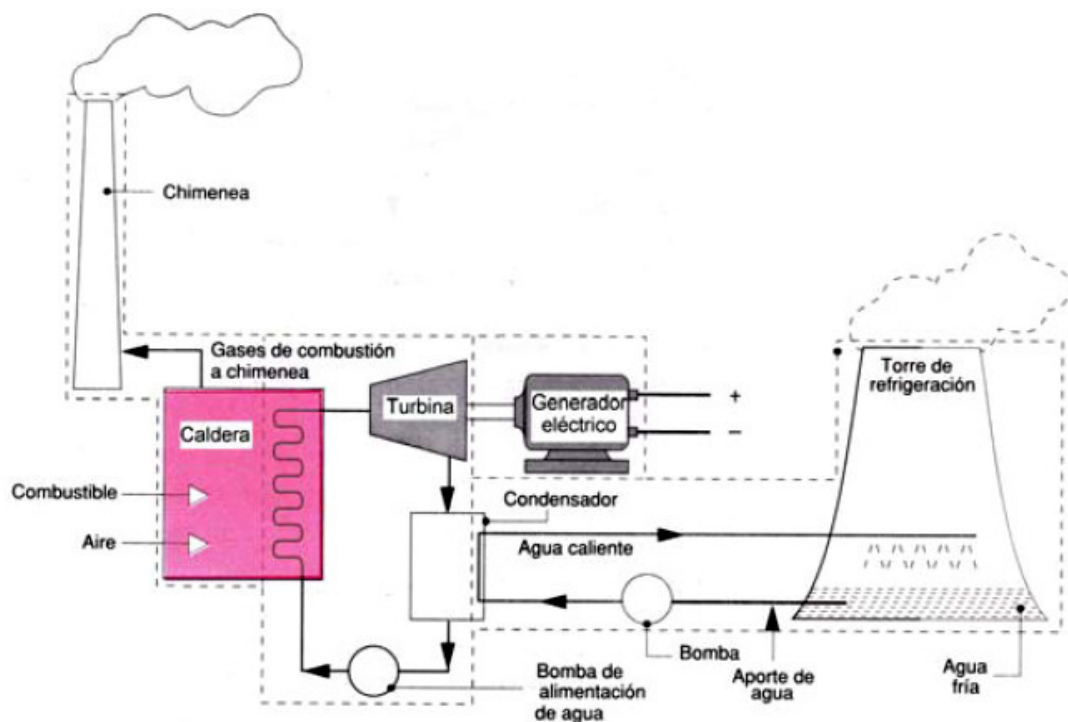 Chimenea
Gases de combustión
a chimenea
Turbina
Generador
eléctrico
+
−
Torre de
refrigeración
Caldera
Combustible
Aire
Condensador
Agua caliente
Bomba
Aporte de
agua
Agua
fría
Bomba de
alimentación
de agua